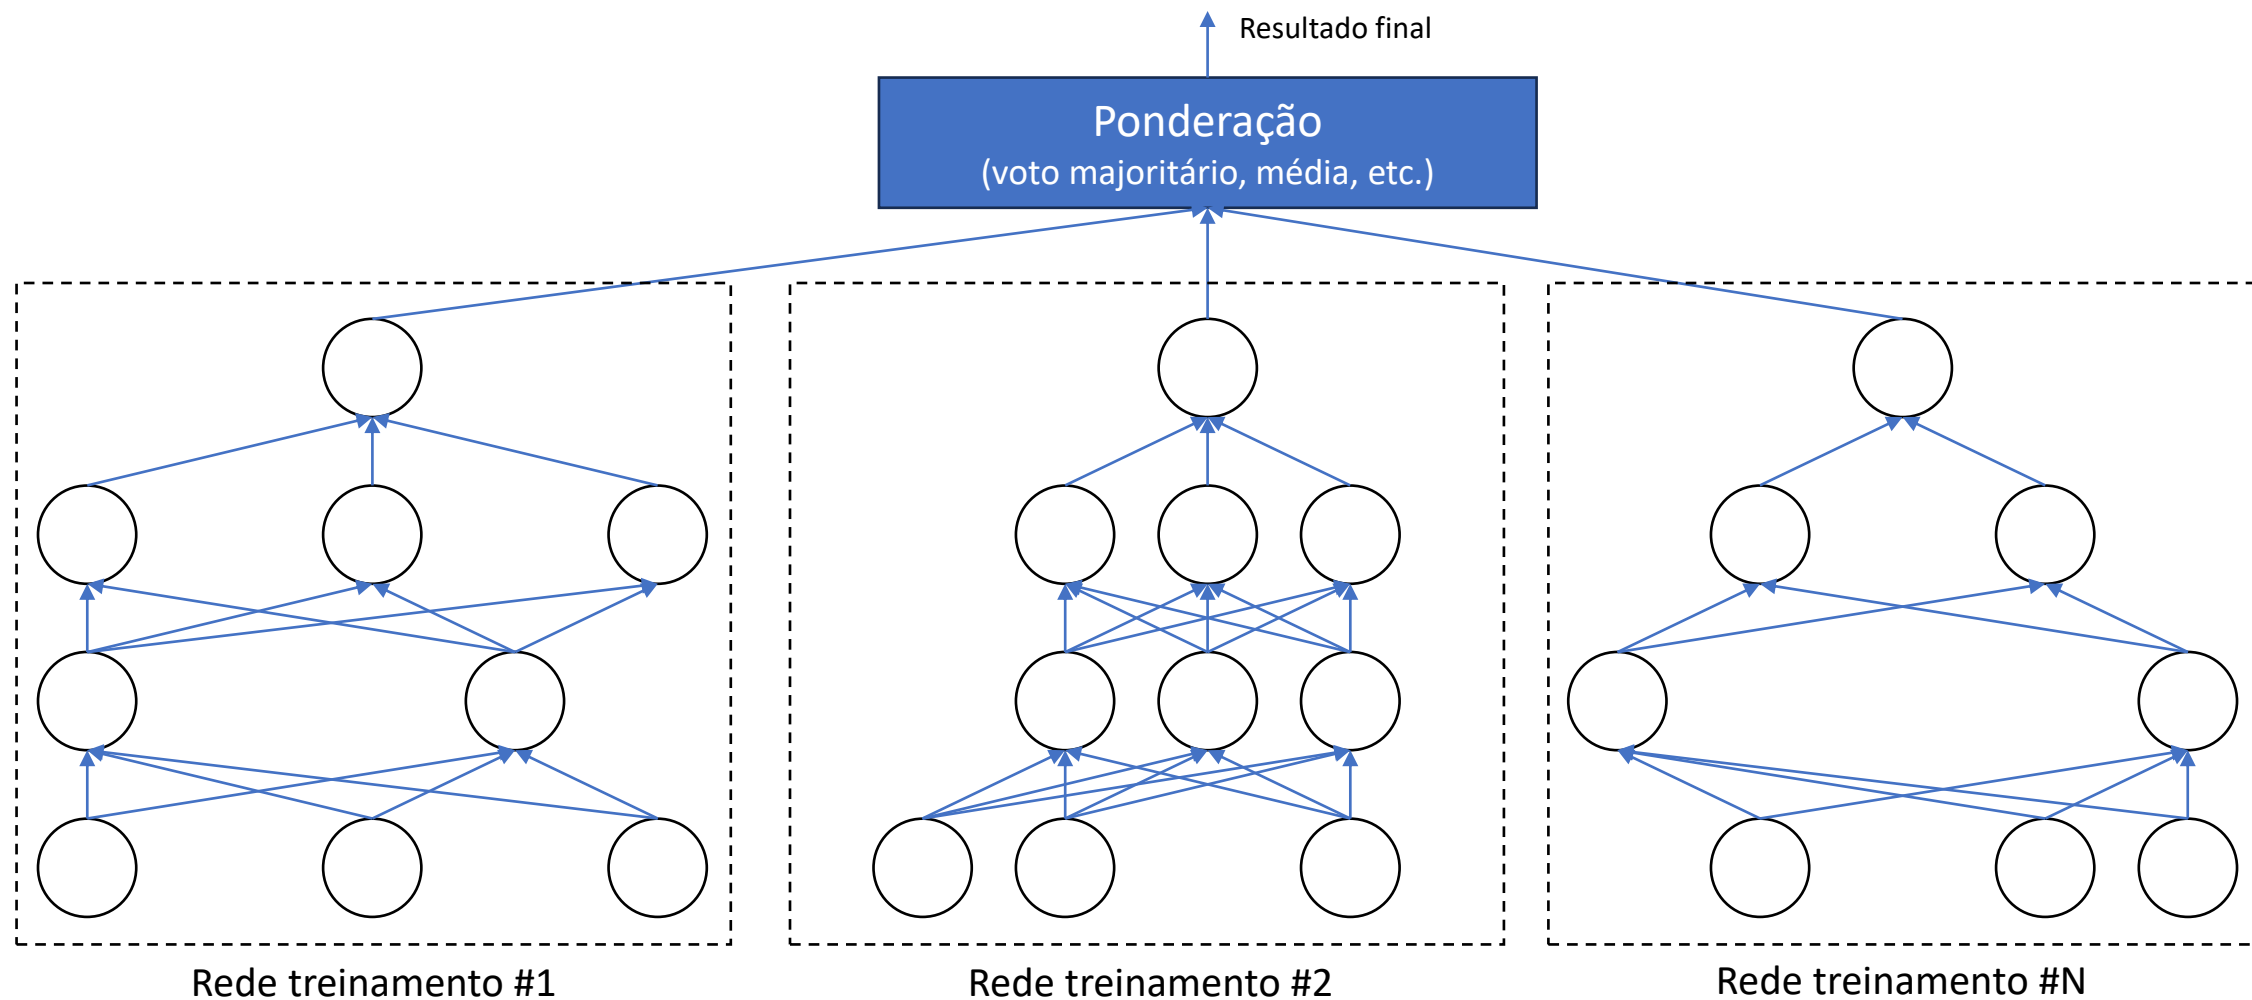 Resultado final
Ponderação
(voto majoritário, média, etc.)
Rede treinamento #1
Rede treinamento #2
Rede treinamento #N